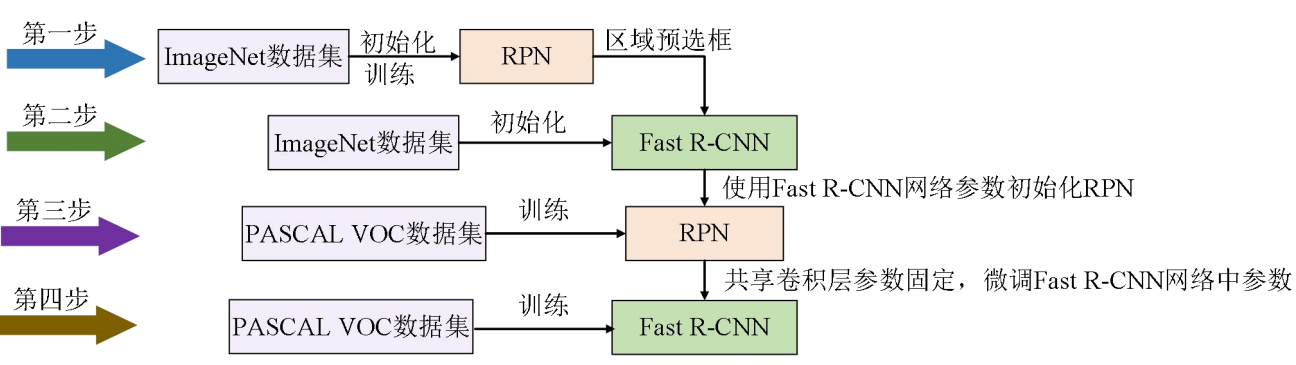 第一步
ImageNet数据集
初始化
训练
RPN
区域预选框
第二步
ImageNet数据集
初始化
Fast R-CNN
使用Fast R-CNN网络参数初始化RPN
第三步
PASCAL VOC数据集
训练
RPN
共享卷积层参数固定，微调Fast R-CNN网络中参数
第四步
PASCAL VOC数据集
训练
Fast R-CNN